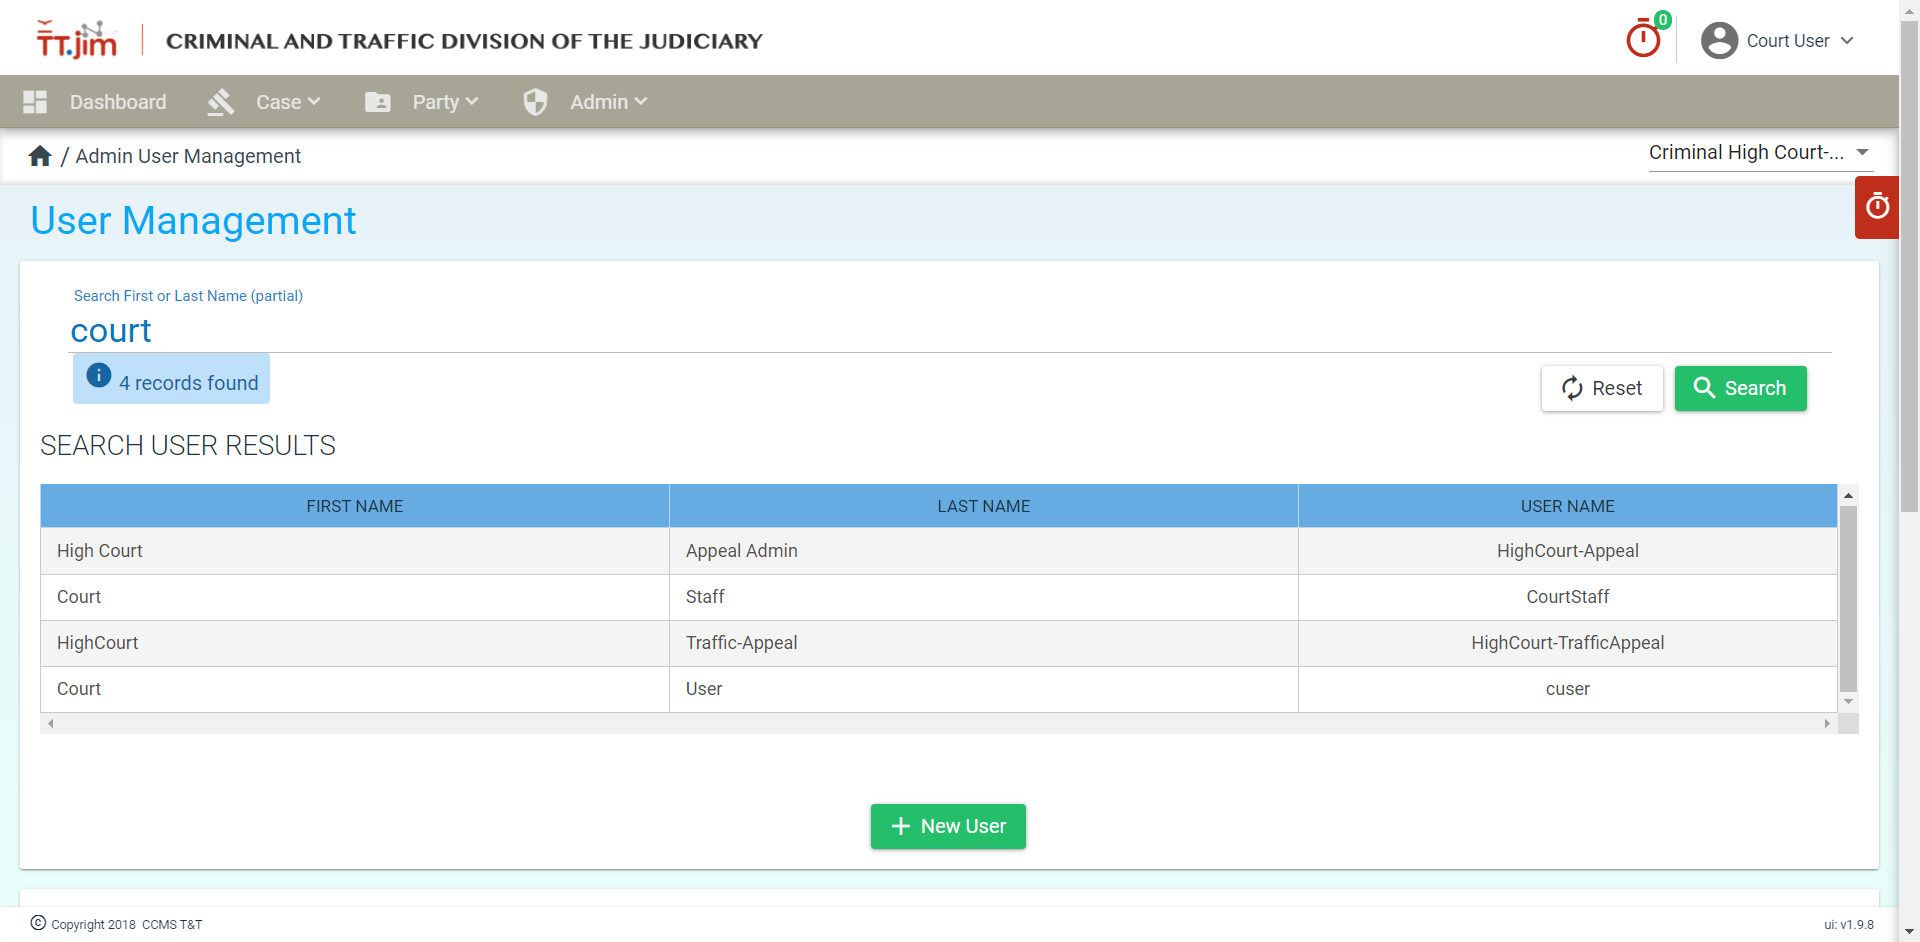 TT.jim
CRIMINAL AND TRAFFIC DIVISION OF THE JUDICIARY
0
Court User
Dashboard
Case
Party
Admin
/ Admin User Management
Criminal High Court-...
User Management
Search First or Last Name (partial)
court
4 records found
Reset
Search
SEARCH USER RESULTS
FIRST NAME LAST NAME USER NAME
High Court Appeal Admin HighCourt-Appeal
Court Staff CourtStaff
HighCourt Traffic-Appeal HighCourt-TrafficAppeal
Court User cuser
+ New User
© Copyright 2018 CCMS T&T
ui: v1.9.8